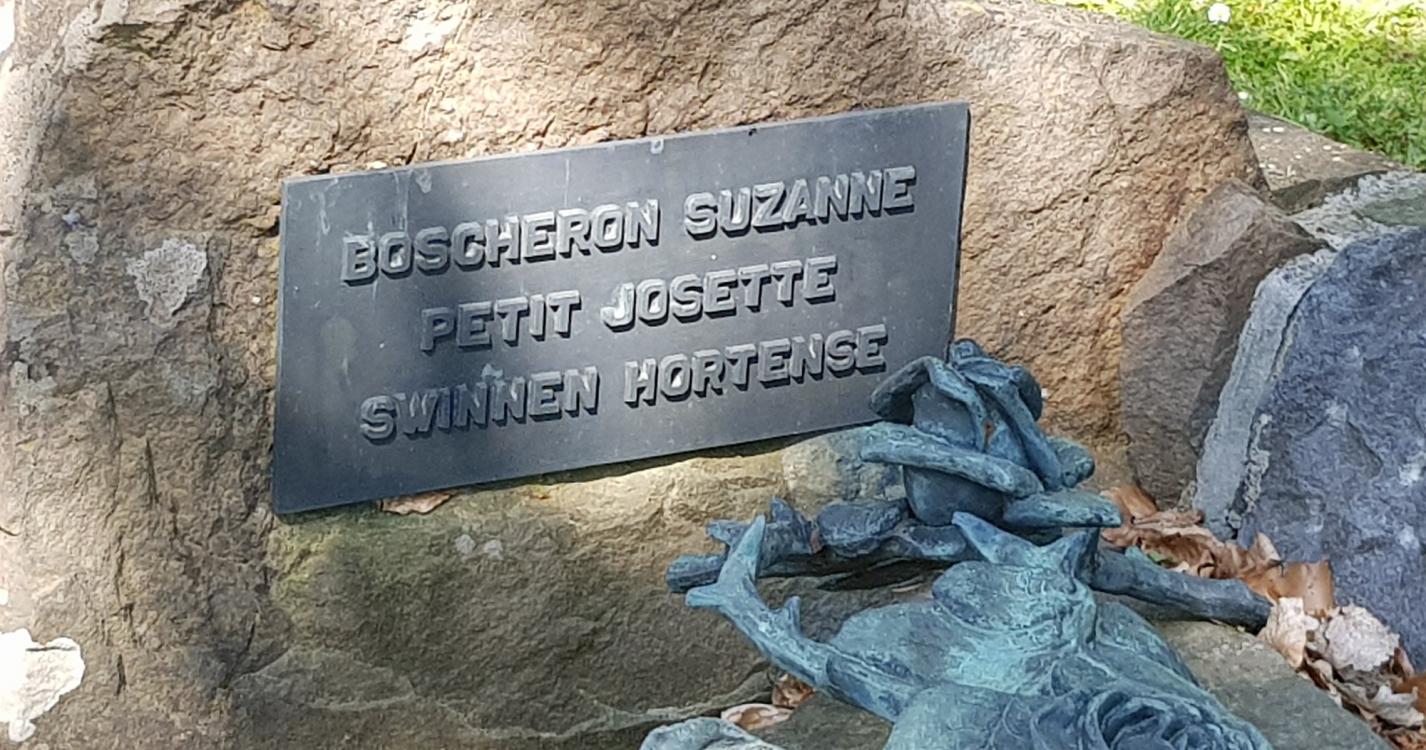 BOSCHERON SUZANNE
PETIT JOSETTE
SWINNEN HORTENSE